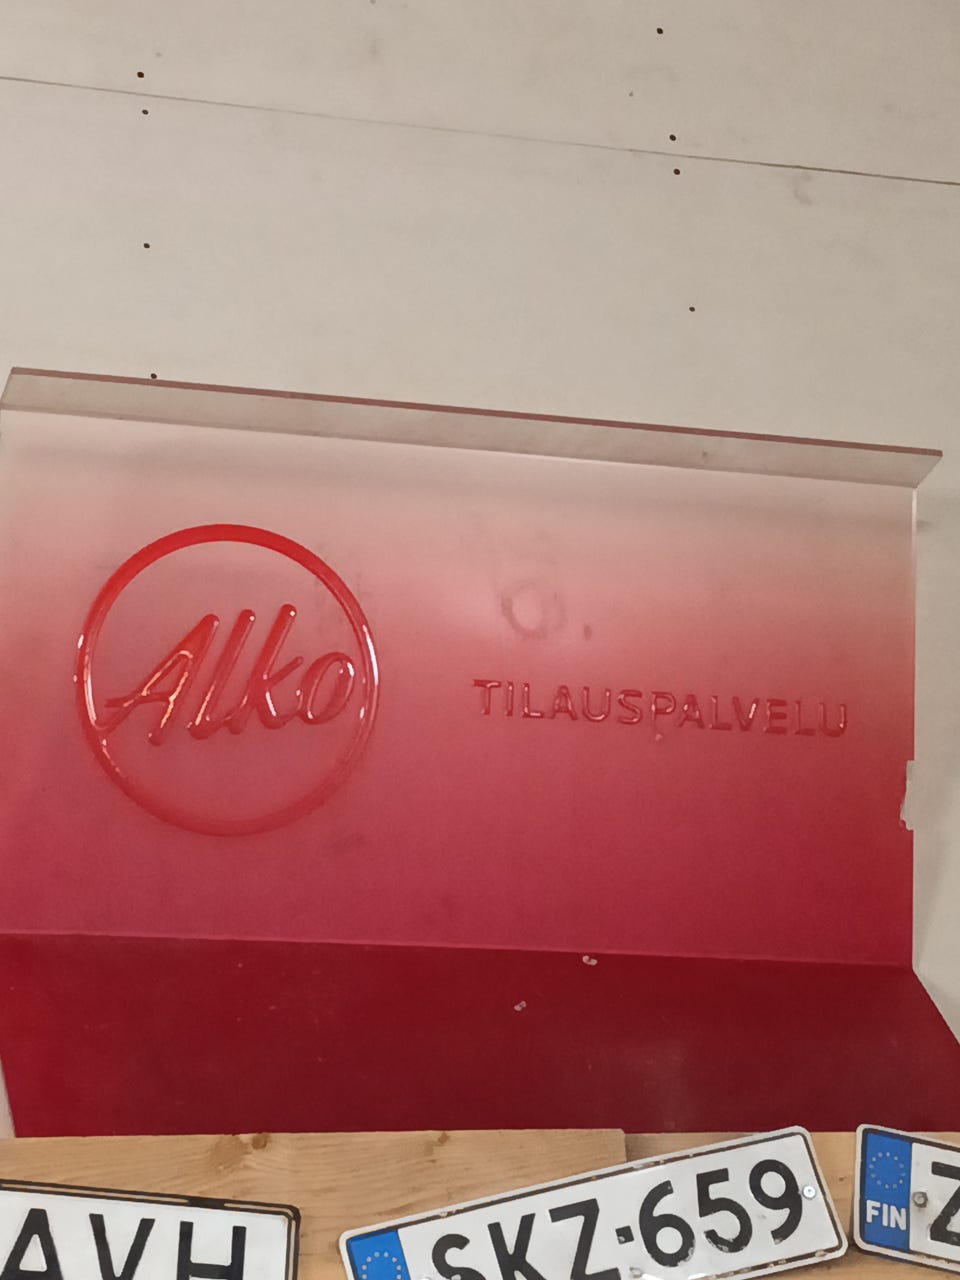 Alko
TILAUSPALVELU
AVH
SKZ-659
FIN Z